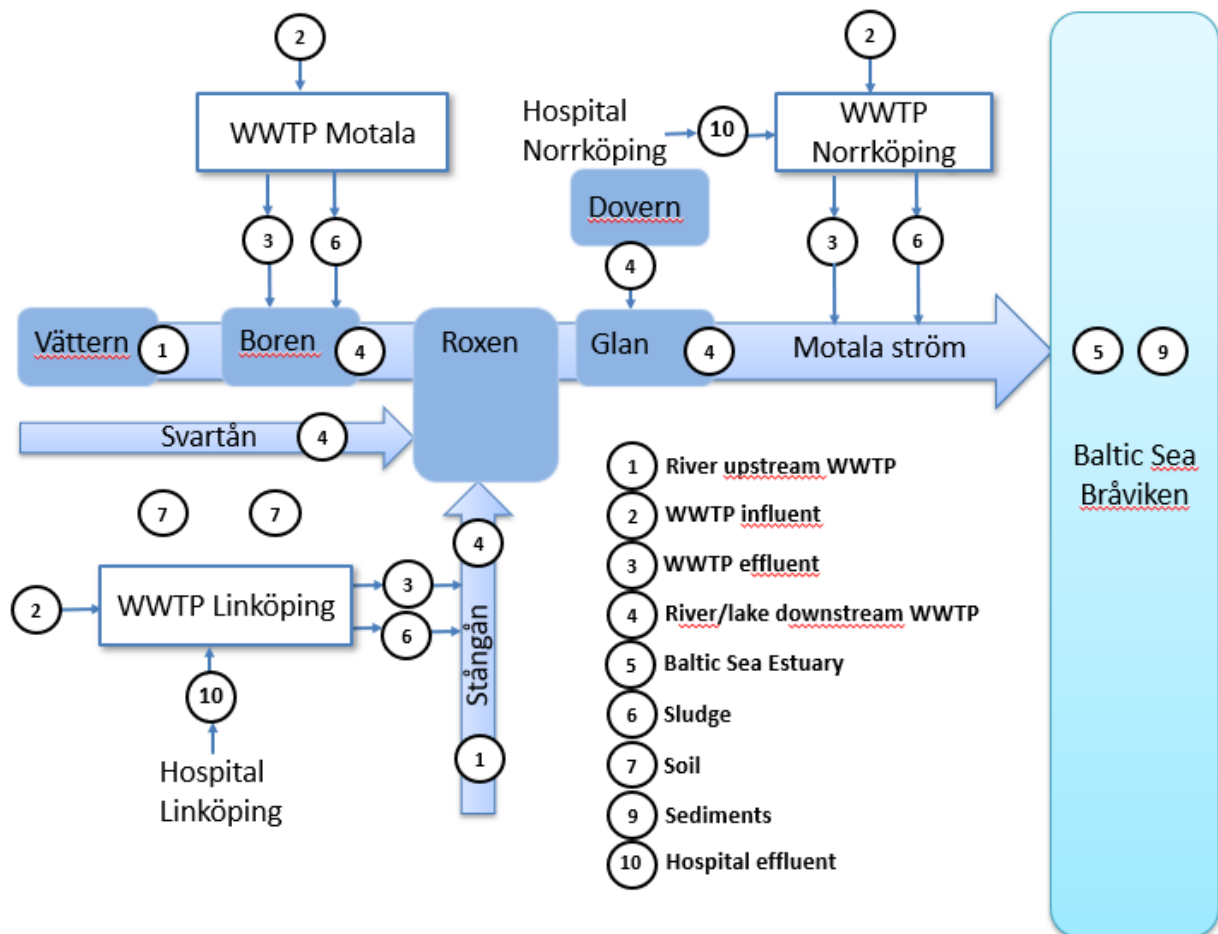 2
2
WWTP Motala
Hospital
Norrköping
10
WWTP
Norrköping
Dovern
3
6
4
3
6
Vättern
1
Boren
4
Roxen
Glan
4
Motala ström
5
9
Svartån
4
Baltic Sea
Bråviken
7
7
4
2
WWTP Linköping
3
6
Stångån
10
1
Hospital
Linköping
1 River upstream WWTP
2 WWTP influent
3 WWTP effluent
4 River/lake downstream WWTP
5 Baltic Sea Estuary
6 Sludge
7 Soil
9 Sediments
10 Hospital effluent